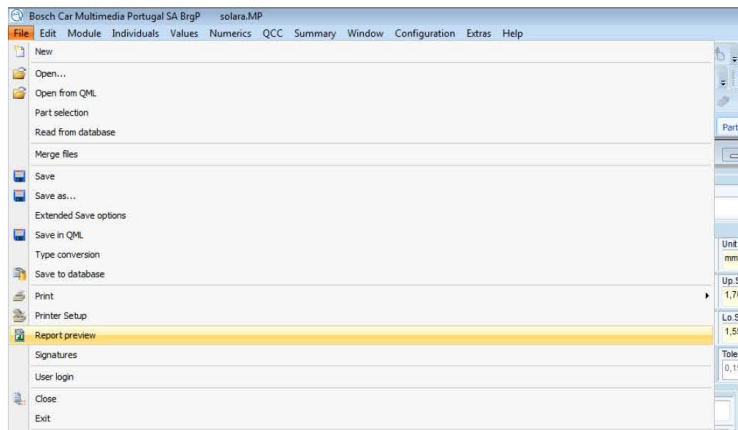 Bosch Car Multimedia Portugal SA BrgP solara.MP
File Edit Module Individuals Values Numerics QCC Summary Window Configuration Extras Help
New
Open...
Open from QML
Part selection
Read from database
Part
Merge files
Save
Save as...
Extended Save options
Save in QML
Unit
Type conversion
mm
Save to database
Up.S
Print
1,70
Printer Setup
Lo.S
Report preview
1,55
Signatures
Tole
0,15
User login
Close
Exit